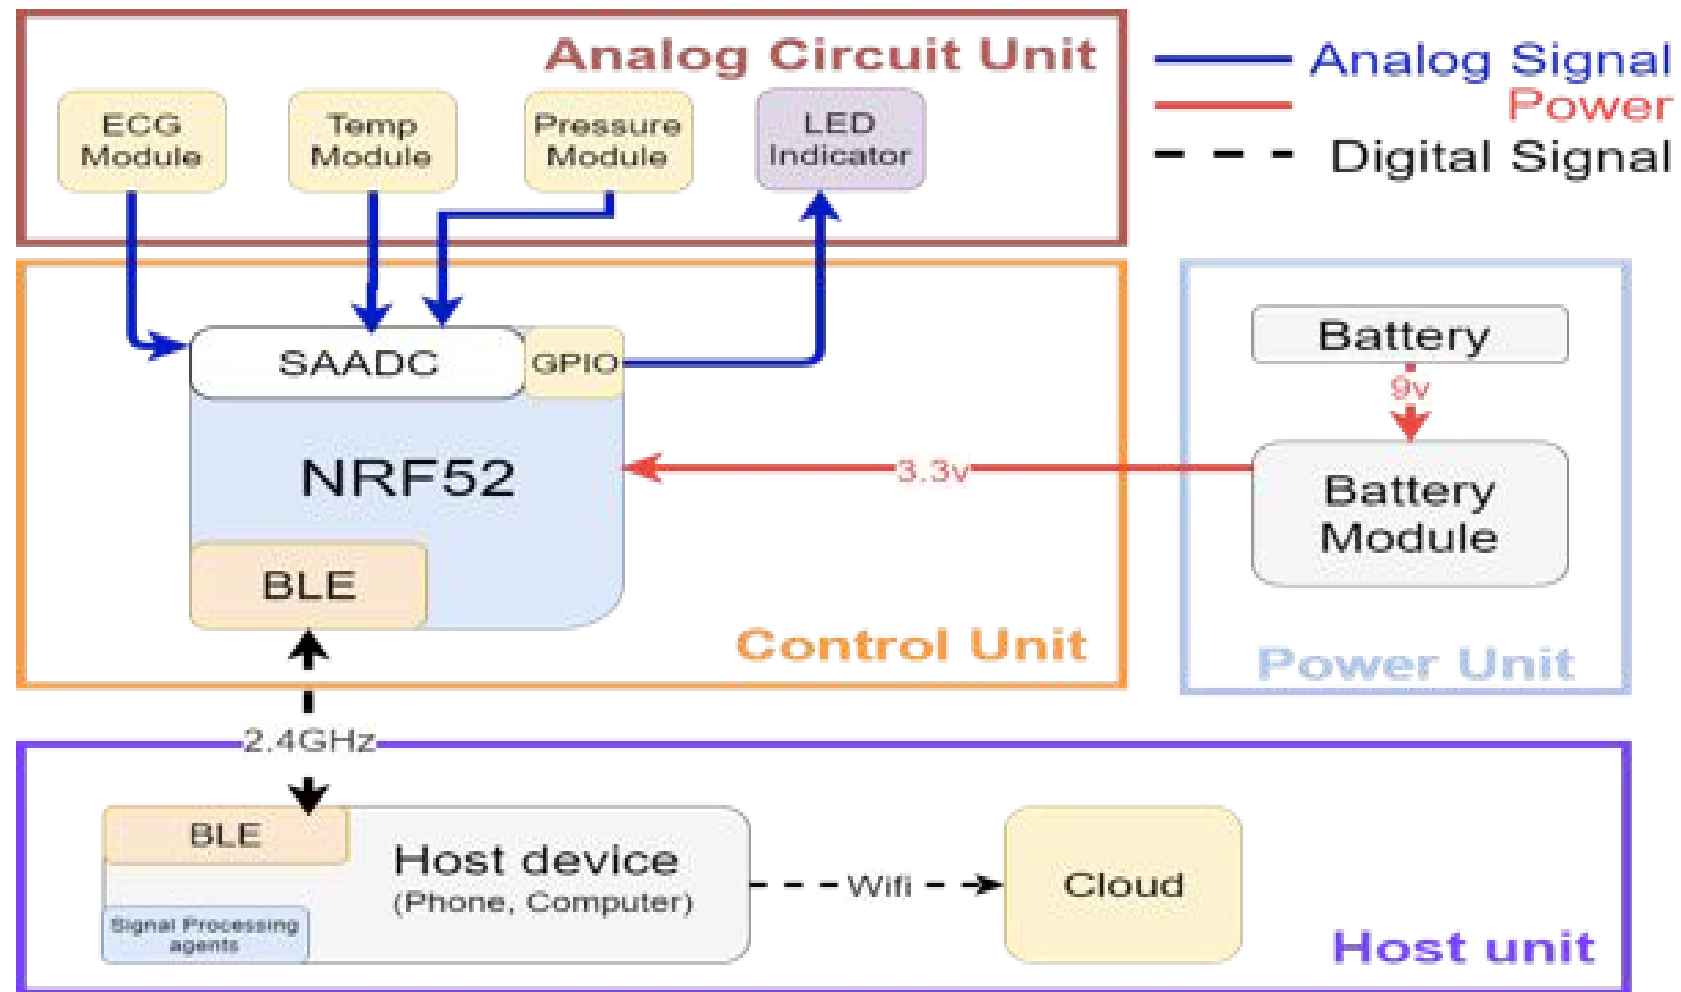 Analog Circuit Unit
Analog Signal
Power
Digital Signal
ECG
Module
Temp
Module
Pressure
Module
LED
Indicator
SAADC
GPIO
NRF52
BLE
Control Unit
3.3v
Battery
9v
Battery
Module
Power Unit
2.4GHz
BLE
Host device
(Phone, Computer)
Signal Processing
agents
Wifi
Cloud
Host unit